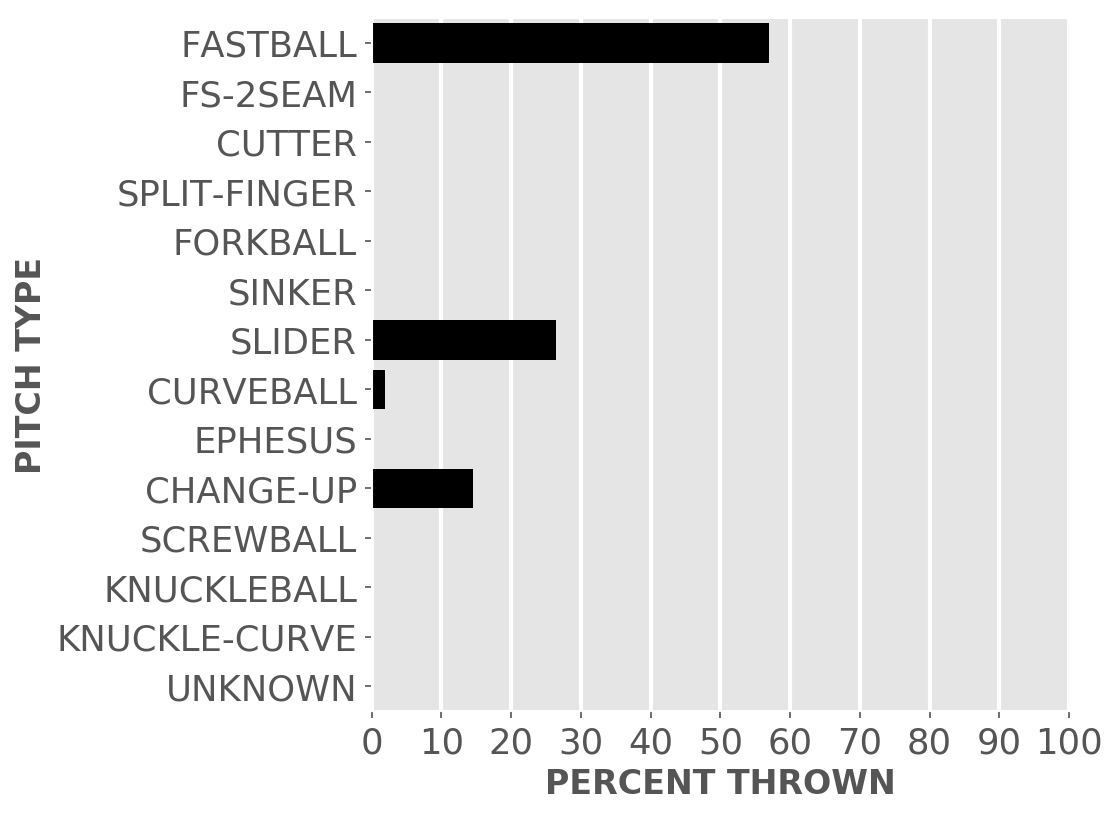 FASTBALL
FS-2SEAM
CUTTER
SPLIT-FINGER
FORKBALL
SINKER
SLIDER
CURVEBALL
EPHESUS
CHANGE-UP
SCREWBALL
KNUCKLEBALL
KNUCKLE-CURVE
UNKNOWN
PITCH TYPE
0 10 20 30 40 50 60 70 80 90 100
PERCENT THROWN